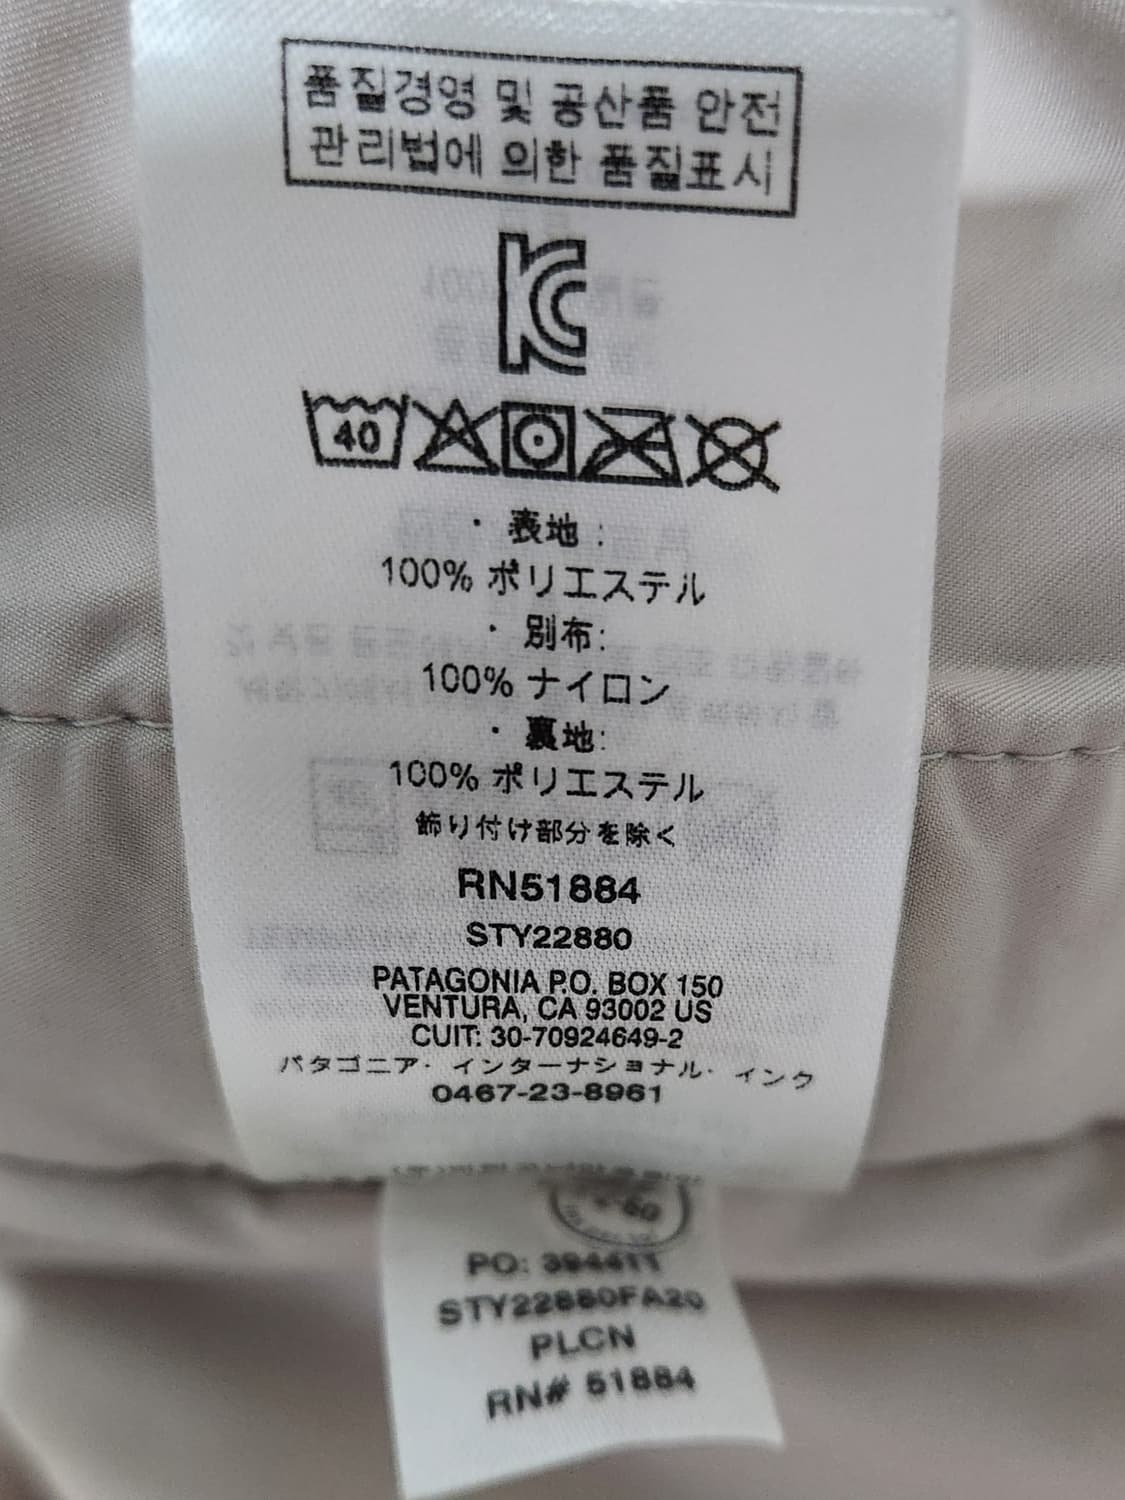 품질경영 및 공산품 안전
관리법에 의한 품질표시
KC
40
・表地:
100% ポリエステル
・別布:
100% ナイロン
・裏地:
100% ポリエステル
飾り付け部分を除く
RN51884
STY22880
PATAGONIA P.O. BOX 150
VENTURA, CA 93002 US
CUIT: 30-70924649-2
パタゴニア・インターナショナル・インク
0467-23-8961
PO: 394411
STY22880FA20
PLCN
RN# 51884